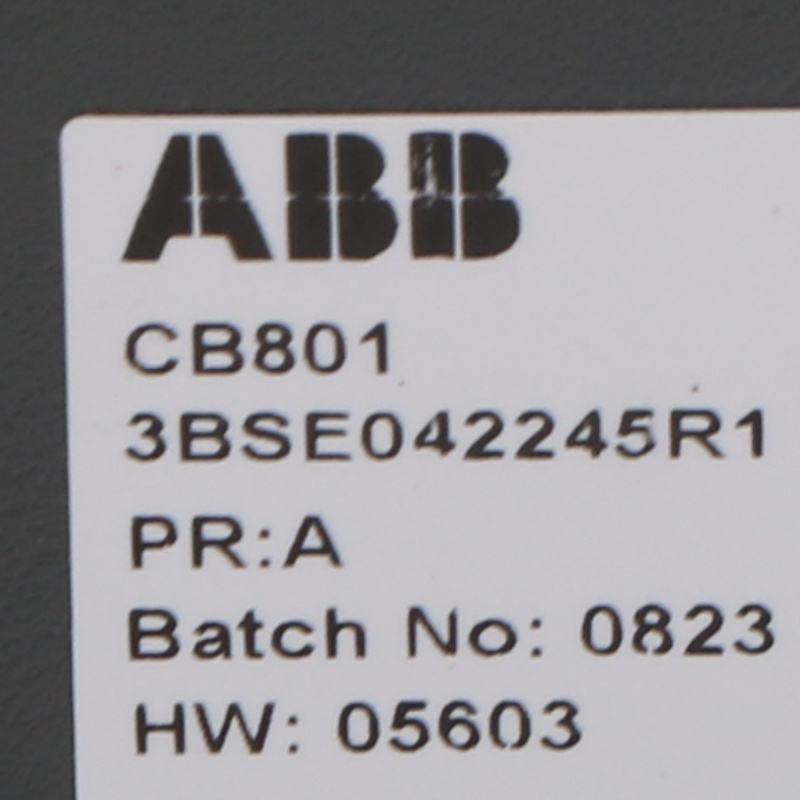 ABB
CB801
3BSE042245R1
PR:A
Batch No: 0823
HW: 05603